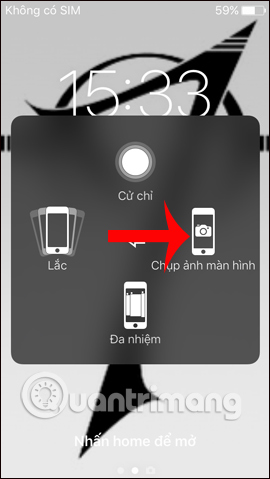 Không có SIM 59%
15:33
Cử chỉ
Lắc
Chụp ảnh màn hình
Đa nhiệm
Quantrimang
Nhấn home để mở